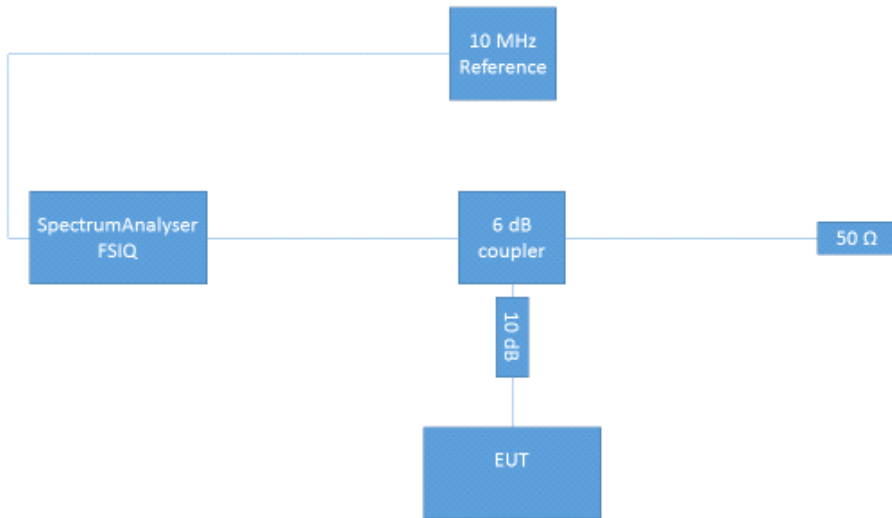 10 MHz
Reference
SpectrumAnalyser
FSIQ
6 dB
coupler
50 Ω
10 dB
EUT